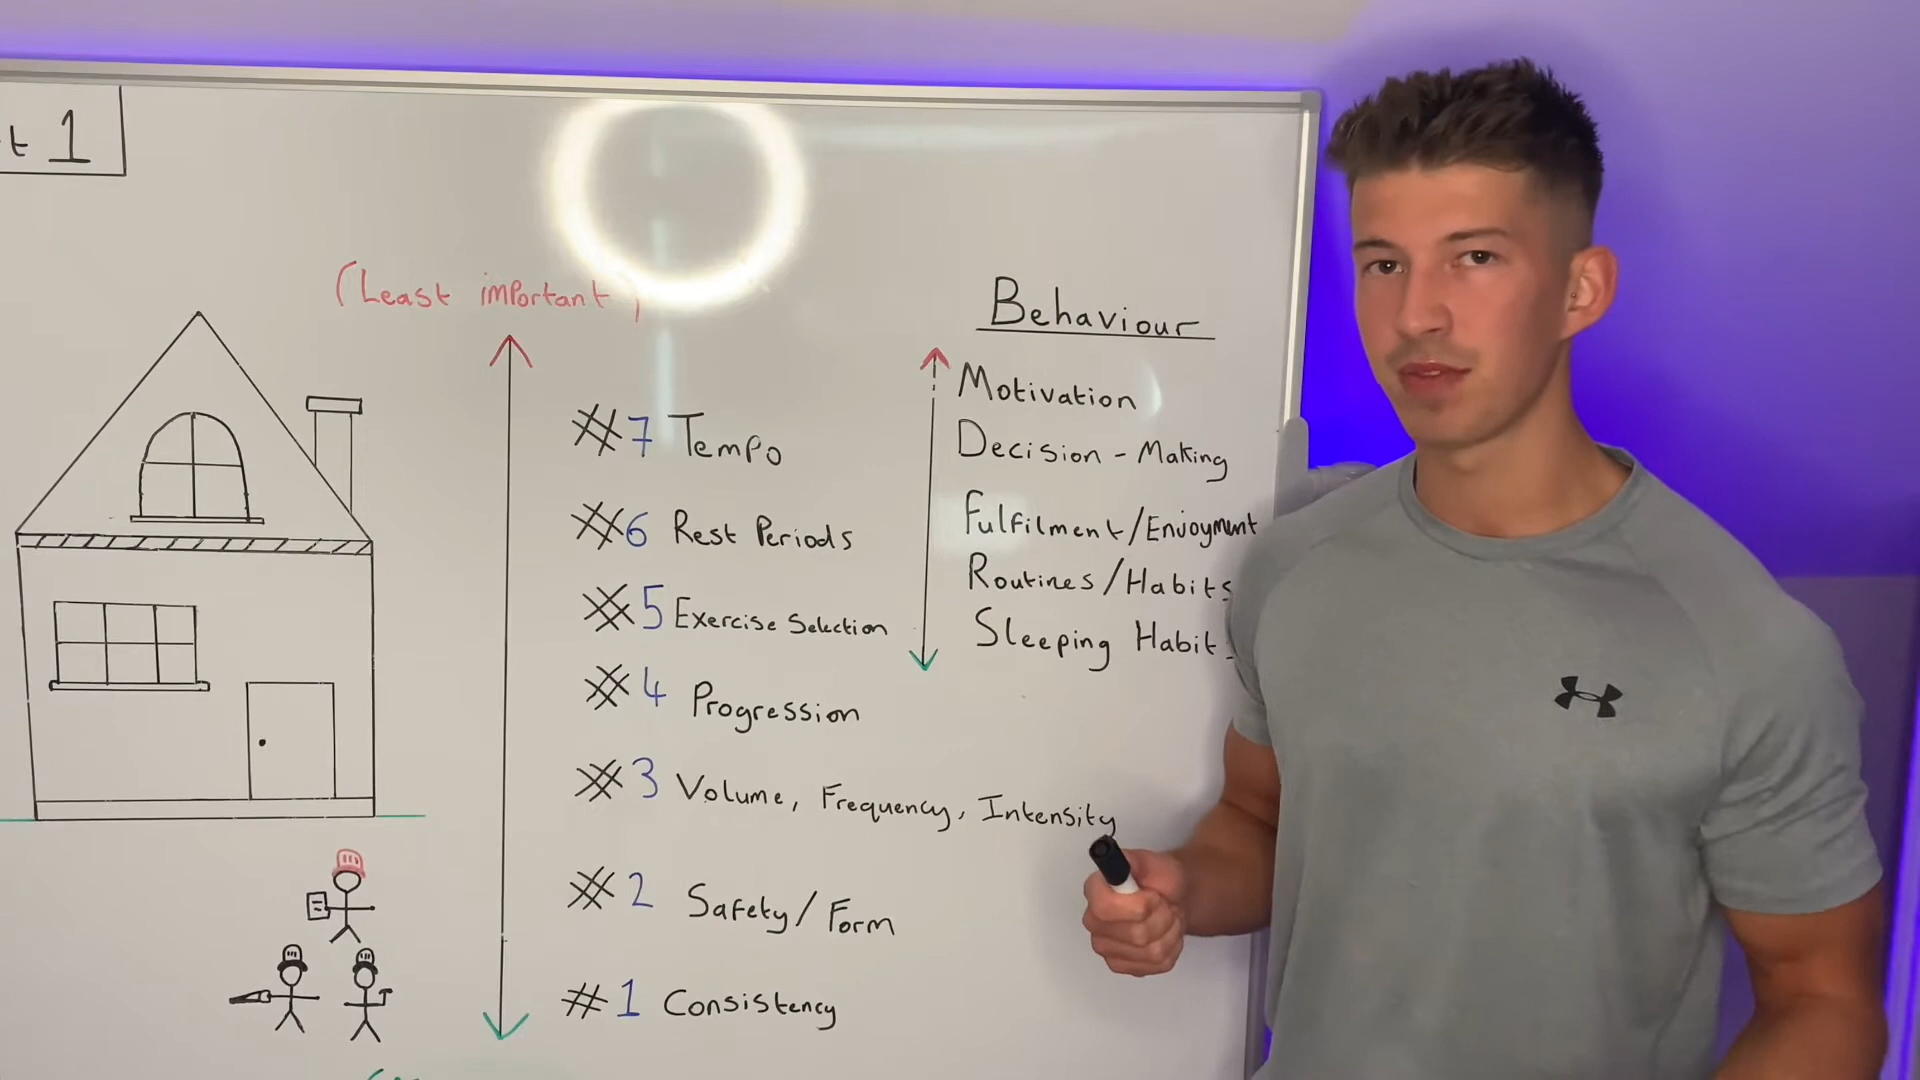 t 1
(Least important)
#7 Tempo
#6 Rest Periods
#5 Exercise Selection
#4 Progression
#3 Volume, Frequency, Intensity
#2 Safety/Form
#1 Consistency
Behaviour
Motivation
Decision-Making
Fulfilment/Enjoyment
Routines/Habits
Sleeping Habit